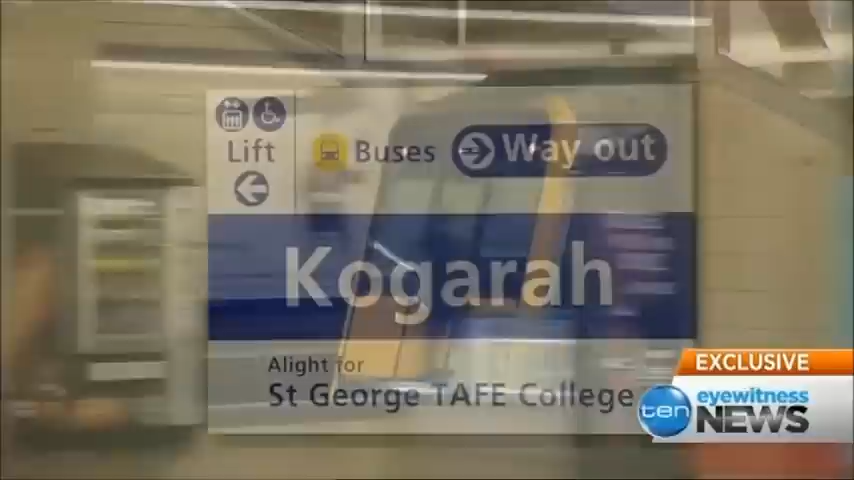 Lift
Buses
Way out
Kogarah
Alight for
St George TAFE College
EXCLUSIVE
ten
eyewitness
NEWS